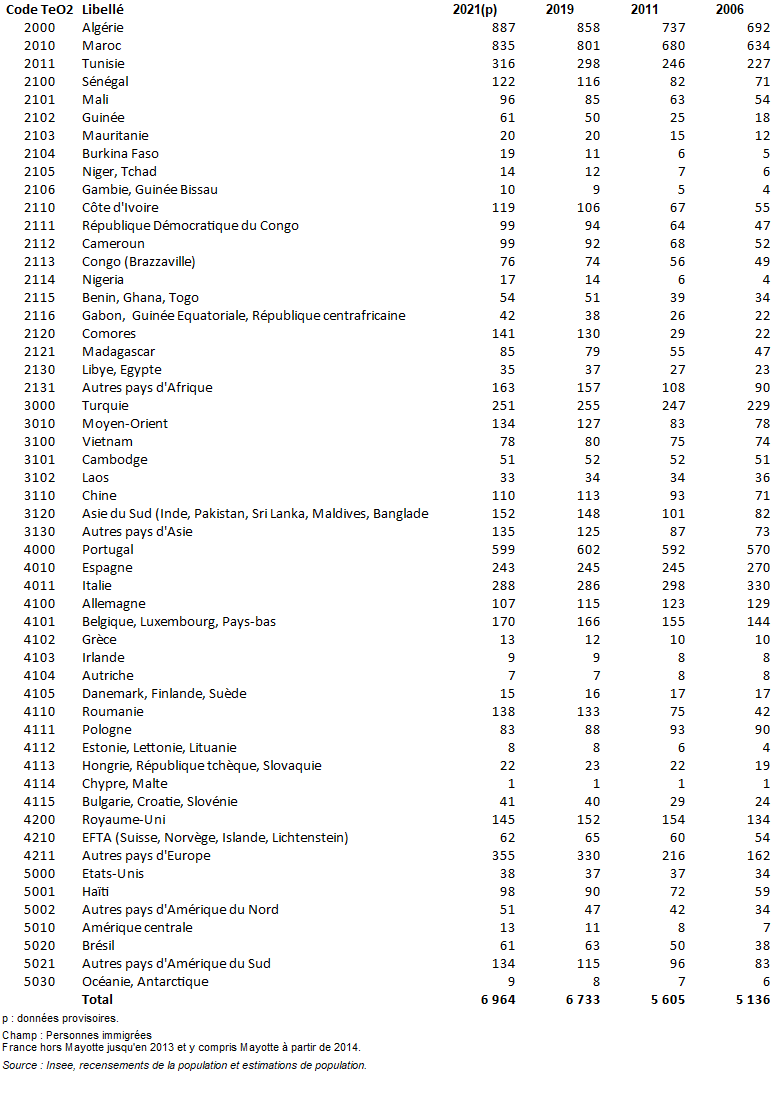 Code TeO2 Libellé 2021(p) 2019 2011 2006
2000 Algérie 887 858 737 692
2010 Maroc 835 801 680 634
2011 Tunisie 316 298 246 227
2100 Sénégal 122 116 82 71
2101 Mali 96 85 63 54
2102 Guinée 61 50 25 18
2103 Mauritanie 20 20 15 12
2104 Burkina Faso 19 11 6 5
2105 Niger, Tchad 14 12 7 6
2106 Gambie, Guinée Bissau 10 9 5 4
2110 Côte d'Ivoire 119 106 67 55
2111 République Démocratique du Congo 99 94 64 47
2112 Cameroun 99 92 68 52
2113 Congo (Brazzaville) 76 74 56 49
2114 Nigeria 17 14 6 4
2115 Benin, Ghana, Togo 54 51 39 34
2116 Gabon, Guinée Equatoriale, République centrafricaine 42 38 26 22
2120 Comores 141 130 29 22
2121 Madagascar 85 79 55 47
2130 Libye, Egypte 35 37 27 23
2131 Autres pays d'Afrique 163 157 108 90
3000 Turquie 251 255 247 229
3010 Moyen-Orient 134 127 83 78
3100 Vietnam 78 80 75 74
3101 Cambodge 51 52 52 51
3102 Laos 33 34 34 36
3110 Chine 110 113 93 71
3120 Asie du Sud (Inde, Pakistan, Sri Lanka, Maldives, Banglade 152 148 101 82
3130 Autres pays d'Asie 135 125 87 73
4000 Portugal 599 602 592 570
4010 Espagne 243 245 245 270
4011 Italie 288 286 298 330
4100 Allemagne 107 115 123 129
4101 Belgique, Luxembourg, Pays-bas 170 166 155 144
4102 Grèce 13 12 10 10
4103 Irlande 9 9 8 8
4104 Autriche 7 7 8 8
4105 Danemark, Finlande, Suède 15 16 17 17
4110 Roumanie 138 133 75 42
4111 Pologne 83 88 93 90
4112 Estonie, Lettonie, Lituanie 8 8 6 4
4113 Hongrie, République tchèque, Slovaquie 22 23 22 19
4114 Chypre, Malte 1 1 1 1
4115 Bulgarie, Croatie, Slovénie 41 40 29 24
4200 Royaume-Uni 145 152 154 134
4210 EFTA (Suisse, Norvège, Islande, Lichtenstein) 62 65 60 54
4211 Autres pays d'Europe 355 330 216 162
5000 Etats-Unis 38 37 37 34
5001 Haïti 98 90 72 59
5002 Autres pays d'Amérique du Nord 51 47 42 34
5010 Amérique centrale 13 11 8 7
5020 Brésil 61 63 50 38
5021 Autres pays d'Amérique du Sud 134 115 96 83
5030 Océanie, Antarctique 9 8 7 6
Total 6 964 6 733 5 605 5 136
p : données provisoires.
Champ : Personnes immigrées
France hors Mayotte jusqu'en 2013 et y compris Mayotte à partir de 2014.
Source : Insee, recensements de la population et estimations de population.